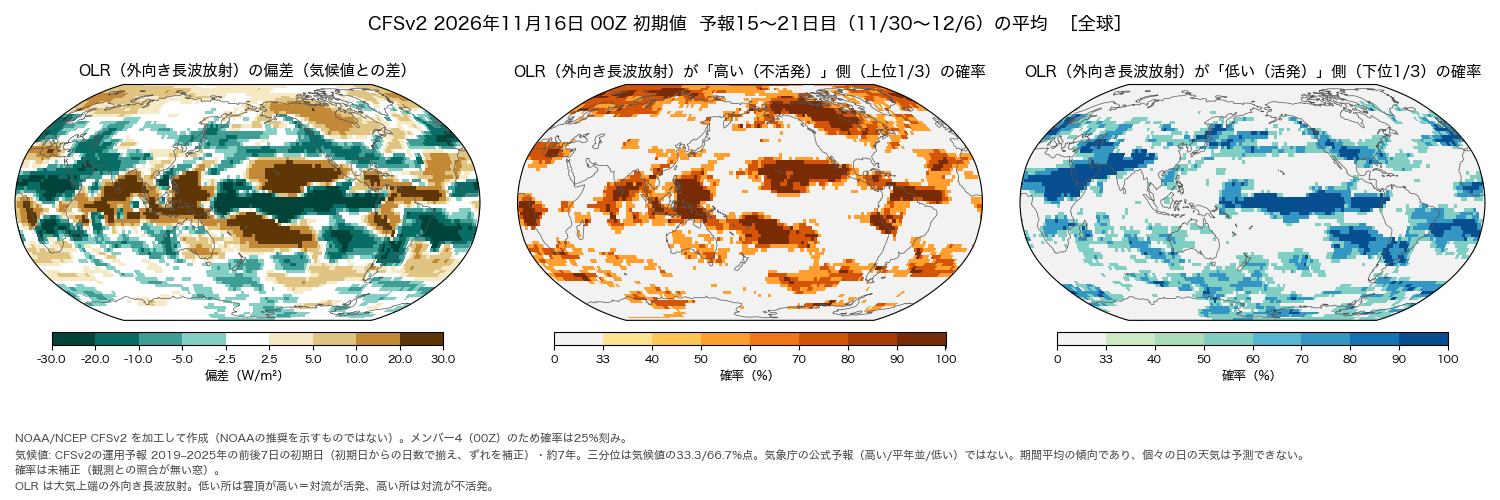 CFSv2 2026年11月16日 00Z 初期値 予報15～21日目（11/30～12/6）の平均 ［全球］
OLR（外向き長波放射）の偏差（気候値との差）
OLR（外向き長波放射）が「高い（不活発）」側（上位1/3）の確率
OLR（外向き長波放射）が「低い（活発）」側（下位1/3）の確率
-30.0 -20.0 -10.0 -5.0 -2.5 2.5 5.0 10.0 20.0 30.0
偏差（W/m²）
0 33 40 50 60 70 80 90 100
確率（%）
0 33 40 50 60 70 80 90 100
確率（%）
NOAA/NCEP CFSv2 を加工して作成（NOAAの推奨を示すものではない）。メンバー4（00Z）のため確率は25%刻み。
気候値: CFSv2の運用予報 2019–2025年の前後7日の初期日（初期日からの日数で揃え、ずれを補正）・約7年。三分位は気候値の33.3/66.7%点。気象庁の公式予報（高い/平年並/低い）ではない。期間平均の傾向であり、個々の日の天気は予測できない。
確率は未補正（観測との照合が無い窓）。
OLR は大気上端の外向き長波放射。低い所は雲頂が高い＝対流が活発、高い所は対流が不活発。